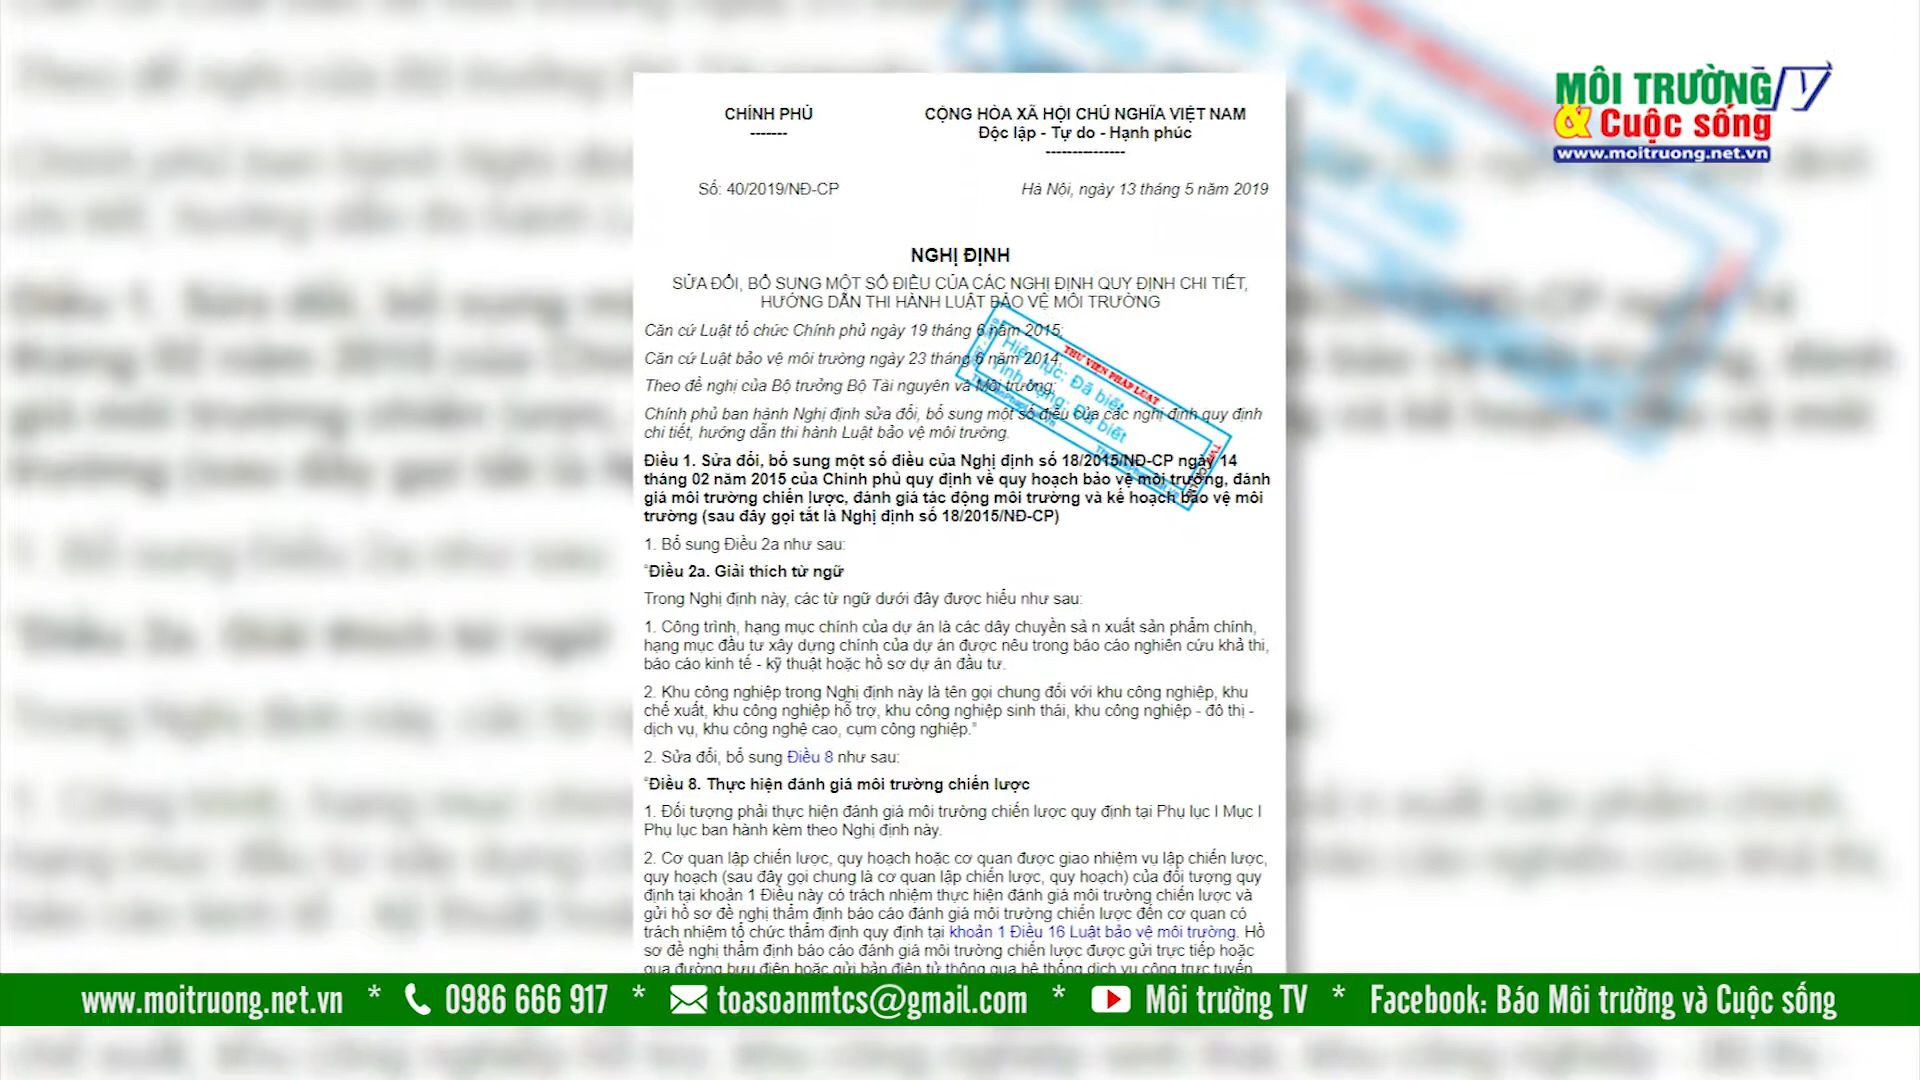 MÔI TRƯỜNG TV
& Cuộc sống
www.moitruong.net.vn
CHÍNH PHỦ
-------
CỘNG HÒA XÃ HỘI CHỦ NGHĨA VIỆT NAM
Độc lập - Tự do - Hạnh phúc
---------------
Số: 40/2019/NĐ-CP
Hà Nội, ngày 13 tháng 5 năm 2019
NGHỊ ĐỊNH
SỬA ĐỔI, BỔ SUNG MỘT SỐ ĐIỀU CỦA CÁC NGHỊ ĐỊNH QUY ĐỊNH CHI TIẾT,
HƯỚNG DẪN THI HÀNH LUẬT BẢO VỆ MÔI TRƯỜNG
Căn cứ Luật tổ chức Chính phủ ngày 19 tháng 6 năm 2015;
Căn cứ Luật bảo vệ môi trường ngày 23 tháng 6 năm 2014;
Theo đề nghị của Bộ trưởng Bộ Tài nguyên và Môi trường;
Chính phủ ban hành Nghị định sửa đổi, bổ sung một số điều của các nghị định quy định
chi tiết, hướng dẫn thi hành Luật bảo vệ môi trường.
THƯ VIỆN PHÁP LUẬT
Hiệu lực: Đã biết
Tình trạng: Đã biết
Điều 1. Sửa đổi, bổ sung một số điều của Nghị định số 18/2015/NĐ-CP ngày 14
tháng 02 năm 2015 của Chính phủ quy định về quy hoạch bảo vệ môi trường, đánh
giá môi trường chiến lược, đánh giá tác động môi trường và kế hoạch bảo vệ môi
trường (sau đây gọi tắt là Nghị định số 18/2015/NĐ-CP)
1. Bổ sung Điều 2a như sau:
"Điều 2a. Giải thích từ ngữ
Trong Nghị định này, các từ ngữ dưới đây được hiểu như sau:
1. Công trình, hạng mục chính của dự án là các dây chuyền sả n xuất sản phẩm chính,
hạng mục đầu tư xây dựng chính của dự án được nêu trong báo cáo nghiên cứu khả thi,
báo cáo kinh tế - kỹ thuật hoặc hồ sơ dự án đầu tư.
2. Khu công nghiệp trong Nghị định này là tên gọi chung đối với khu công nghiệp, khu
chế xuất, khu công nghiệp hỗ trợ, khu công nghiệp sinh thái, khu công nghiệp - đô thị -
dịch vụ, khu công nghệ cao, cụm công nghiệp."
2. Sửa đổi, bổ sung Điều 8 như sau:
"Điều 8. Thực hiện đánh giá môi trường chiến lược
1. Đối tượng phải thực hiện đánh giá môi trường chiến lược quy định tại Phụ lục I Mục I
Phụ lục ban hành kèm theo Nghị định này.
2. Cơ quan lập chiến lược, quy hoạch hoặc cơ quan được giao nhiệm vụ lập chiến lược,
quy hoạch (sau đây gọi chung là cơ quan lập chiến lược, quy hoạch) của đối tượng quy
định tại khoản 1 Điều này có trách nhiệm thực hiện đánh giá môi trường chiến lược và
gửi hồ sơ đề nghị thẩm định báo cáo đánh giá môi trường chiến lược đến cơ quan có
trách nhiệm tổ chức thẩm định quy định tại khoản 1 Điều 16 Luật bảo vệ môi trường. Hồ
sơ đề nghị thẩm định báo cáo đánh giá môi trường chiến lược được gửi trực tiếp hoặc
qua đường bưu điện hoặc gửi bản điện tử thông qua hệ thống dịch vụ công trực tuyến
www.moitruong.net.vn * 0986 666 917 * toasoanmtcs@gmail.com * Môi trường TV * Facebook: Báo Môi trường và Cuộc sống